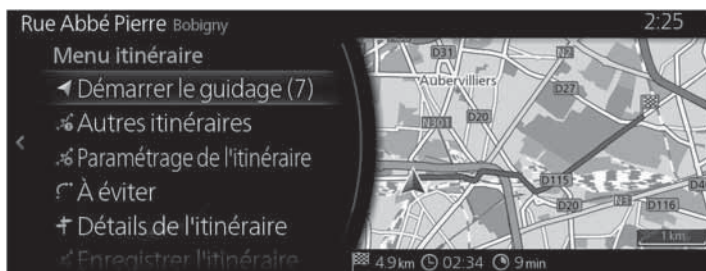 Rue Abbé Pierre Bobigny
2:25
Menu itinéraire
Démarrer le guidage (7)
Autres itinéraires
Paramétrage de l'itinéraire
À éviter
Détails de l'itinéraire
Enregistrer l'itinéraire
D31
N2
Aubervilliers
D27
D20
N301
D115
D20
N3
D116
1 km
4.9 km 02:34 9 min